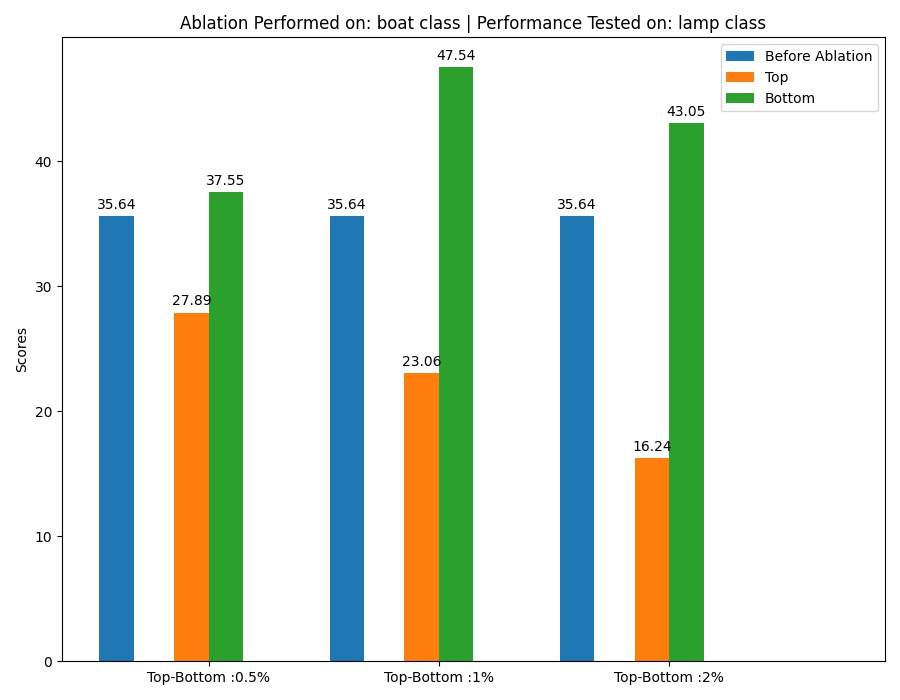 Ablation Performed on: boat class | Performance Tested on: lamp class
Before Ablation
Top
Bottom
47.54
43.05
37.55
35.64
35.64
35.64
27.89
23.06
16.24
Scores
40
30
20
10
0
Top-Bottom :0.5%
Top-Bottom :1%
Top-Bottom :2%